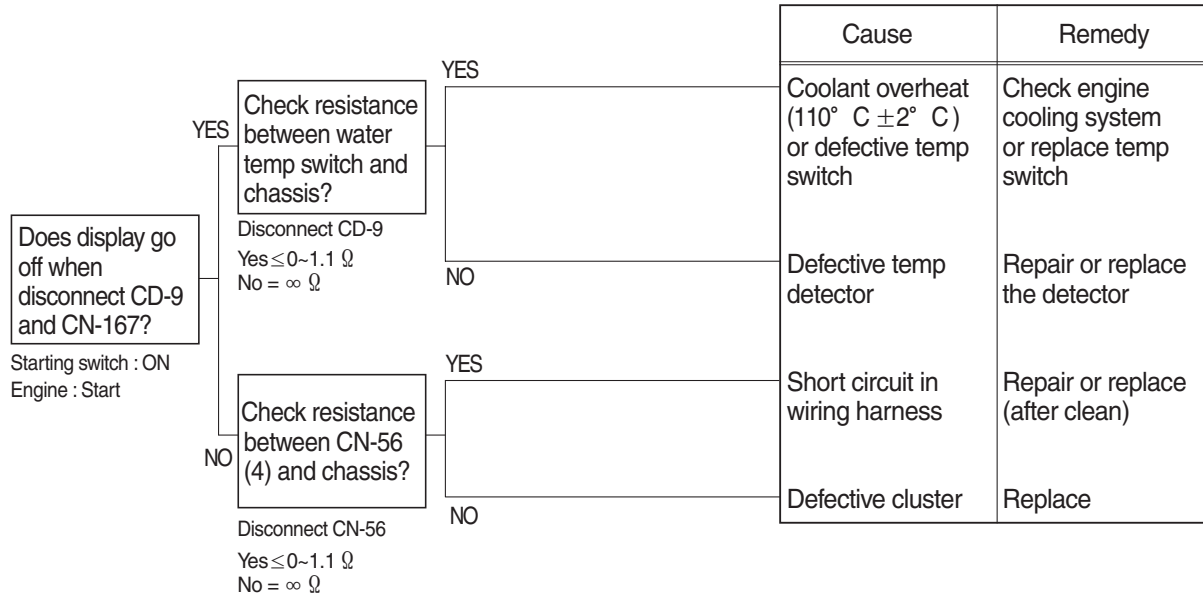 Does display go
off when
disconnect CD-9
and CN-167?
Starting switch : ON
Engine : Start
YES
Check resistance
between water
temp switch and
chassis?
Disconnect CD-9
Yes≤0~1.1 Ω
No = ∞ Ω
YES
NO
NO
Check resistance
between CN-56
(4) and chassis?
Disconnect CN-56
Yes≤0~1.1 Ω
No = ∞ Ω
YES
NO
Cause Remedy
Coolant overheat
(110° C ±2° C)
or defective temp
switch
Check engine
cooling system
or replace temp
switch
Defective temp
detector
Repair or replace
the detector
Short circuit in
wiring harness
Repair or replace
(after clean)
Defective cluster
Replace